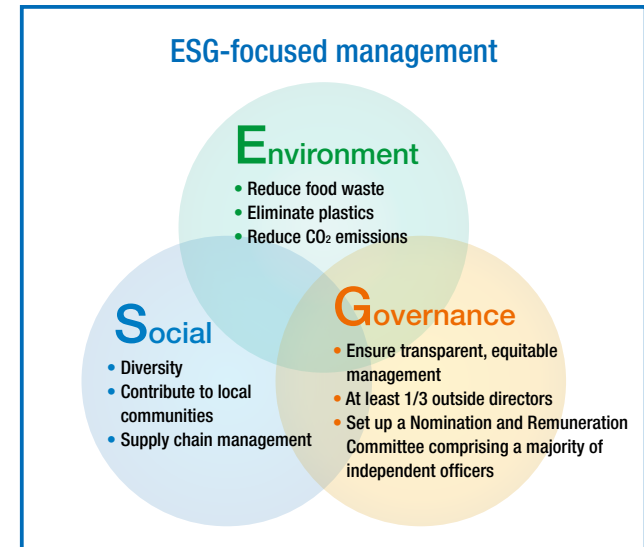 ESG-focused management
Environment
• Reduce food waste
• Eliminate plastics
• Reduce CO₂ emissions
Social
• Diversity
• Contribute to local
communities
• Supply chain management
Governance
• Ensure transparent, equitable
management
• At least 1/3 outside directors
• Set up a Nomination and Remuneration
Committee comprising a majority of
independent officers